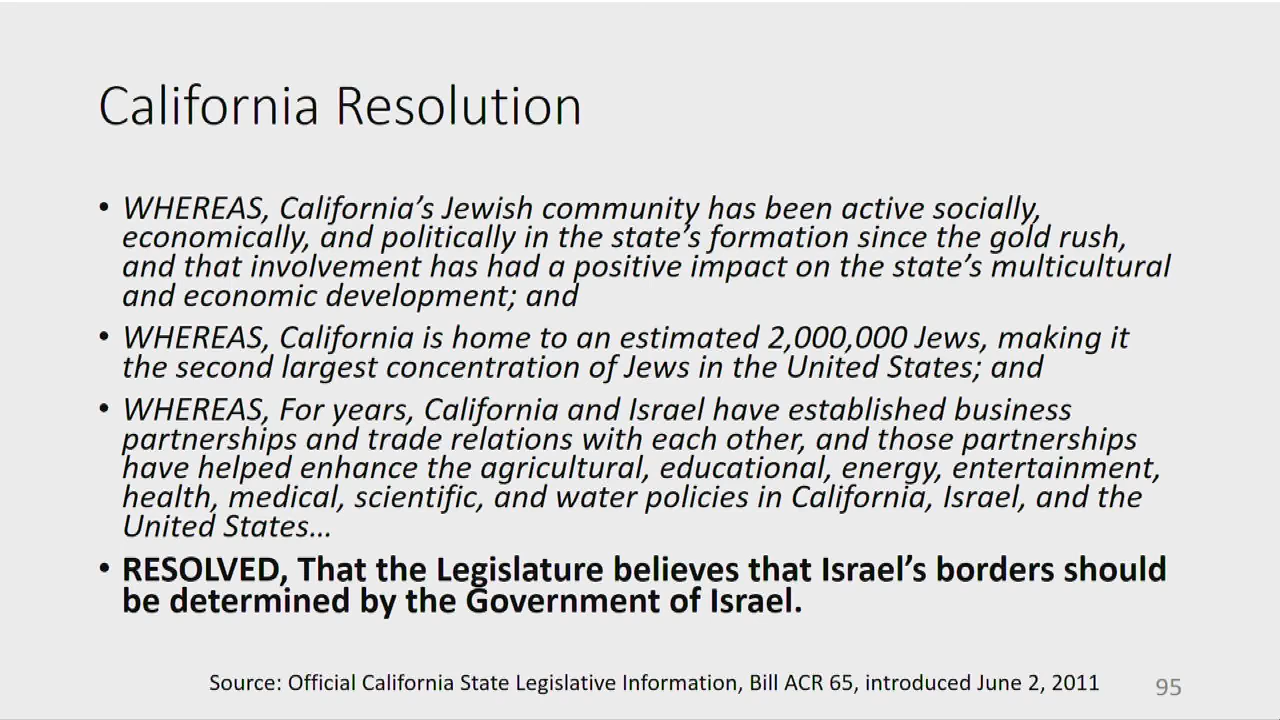 California Resolution
• WHEREAS, California’s Jewish community has been active socially,
economically, and politically in the state’s formation since the gold rush,
and that involvement has had a positive impact on the state’s multicultural
and economic development; and
• WHEREAS, California is home to an estimated 2,000,000 Jews, making it
the second largest concentration of Jews in the United States; and
• WHEREAS, For years, California and Israel have established business
partnerships and trade relations with each other, and those partnerships
have helped enhance the agricultural, educational, energy, entertainment,
health, medical, scientific, and water policies in California, Israel, and the
United States…
• RESOLVED, That the Legislature believes that Israel’s borders should
be determined by the Government of Israel.
Source: Official California State Legislative Information, Bill ACR 65, introduced June 2, 2011
95